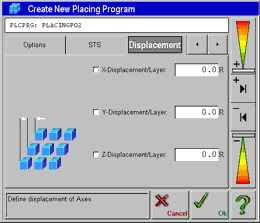 Create New Placing Program
PLCPRG: PLACINGPO2
Options
STS
Displacement
X-Displacement/Layer.
0.0 R
Y-Displacement/Layer:
0.0 R
Z-Displacement/Layer:
0.0 R
Define displacement of Axes
Cancel
Ok
?